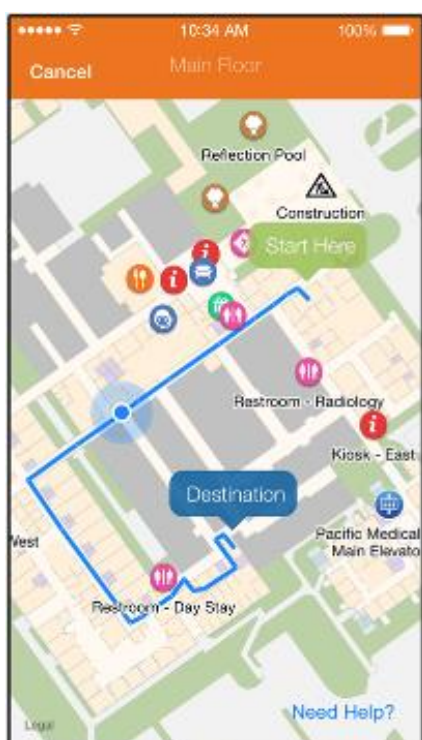 10:34 AM
100%
Cancel
Main Floor
Reflection Pool
Construction
Start Here
Restroom - Radiology
Kiosk - East
Destination
Pacific Medical
Main Elevato
West
Restroom - Day Stay
Legal
Need Help?